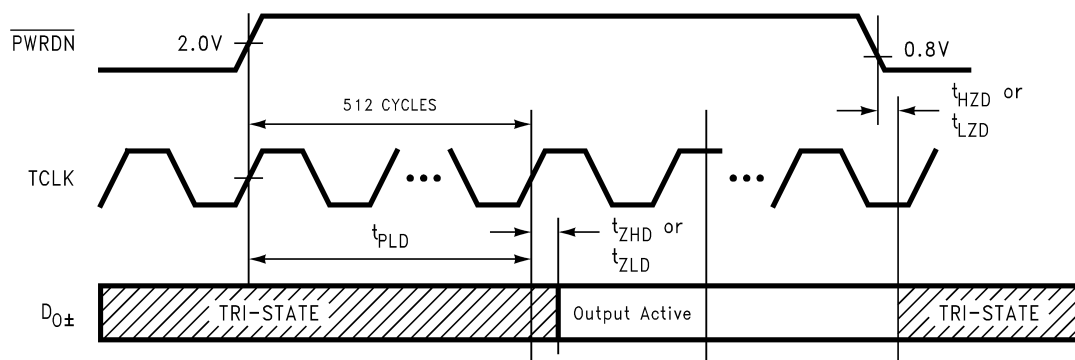 PWRDN
2.0V
0.8V
512 CYCLES
tHZD or
tLZD
TCLK
•••
•••
tPLD
tZHD or
tZLD
DO±
TRI-STATE
Output Active
TRI-STATE